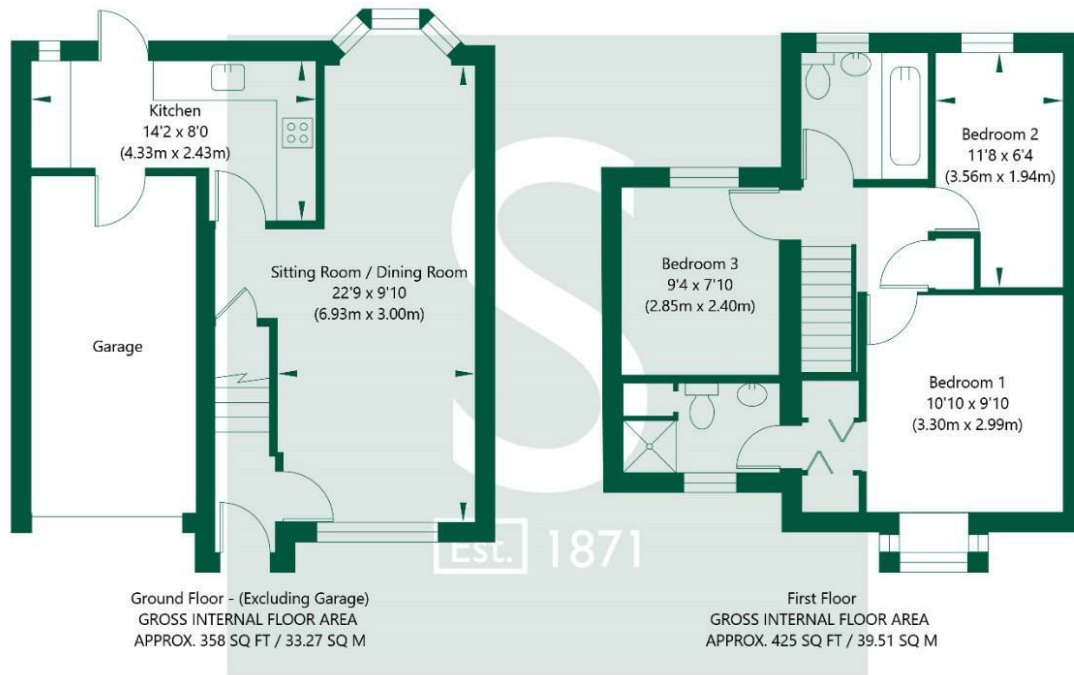 Kitchen
14'2 x 8'0
(4.33m x 2.43m)
Sitting Room / Dining Room
22'9 x 9'10
(6.93m x 3.00m)
Garage
Ground Floor - (Excluding Garage)
GROSS INTERNAL FLOOR AREA
APPROX. 358 SQ FT / 33.27 SQ M
Bedroom 2
11'8 x 6'4
(3.56m x 1.94m)
Bedroom 3
9'4 x 7'10
(2.85m x 2.40m)
Bedroom 1
10'10 x 9'10
(3.30m x 2.99m)
First Floor
GROSS INTERNAL FLOOR AREA
APPROX. 425 SQ FT / 39.51 SQ M
S
Est. 1871